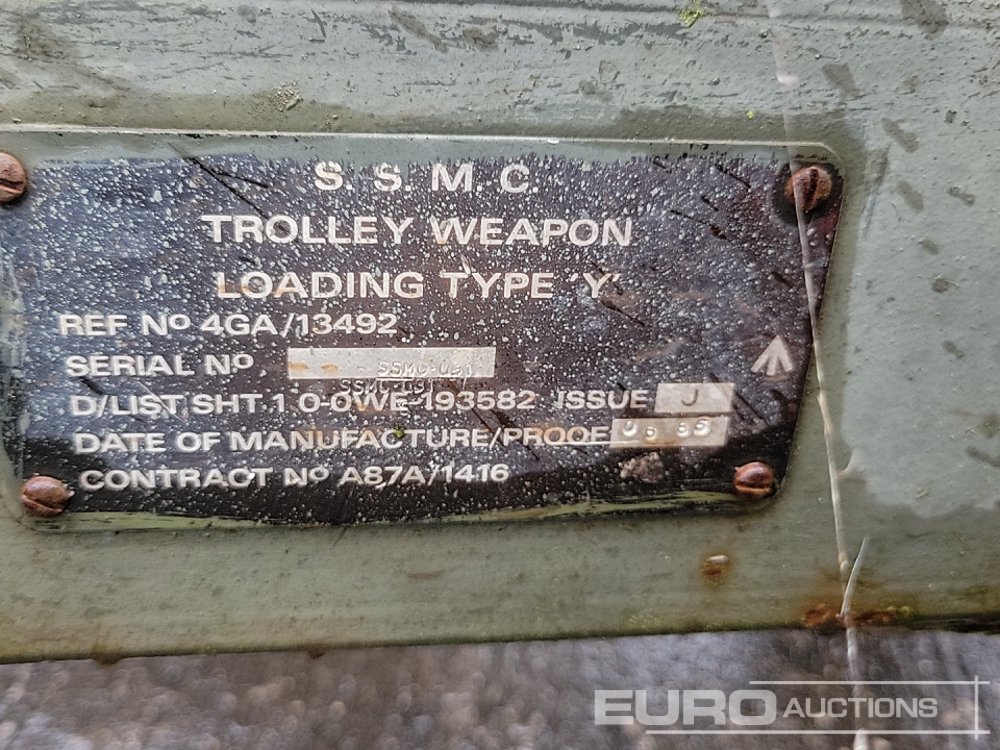 S. S. M. C.
TROLLEY WEAPON
LOADING TYPE 'Y'
REF Nº 4GA/13492
SERIAL Nº
D/LIST SHT 1 0-0WE-193582 ISSUE J
DATE OF MANUFACTURE/PROOF
CONTRACT Nº A87A/1416
EURO AUCTIONS